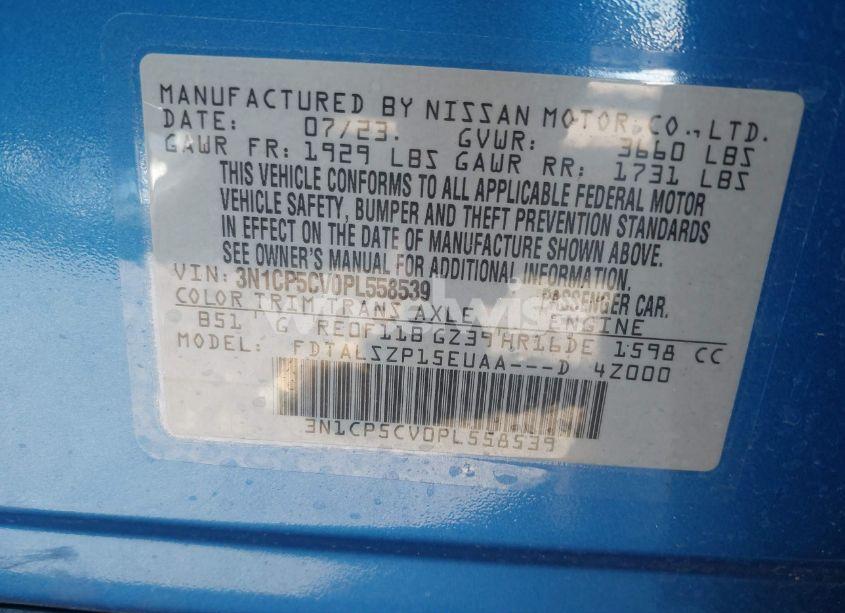 MANUFACTURED BY NISSAN MOTOR CO., LTD.
DATE: 07/23. GVWR: 3660 LBS
GAWR FR: 1929 LBS GAWR RR: 1731 LBS
THIS VEHICLE CONFORMS TO ALL APPLICABLE FEDERAL MOTOR
VEHICLE SAFETY, BUMPER AND THEFT PREVENTION STANDARDS
IN EFFECT ON THE DATE OF MANUFACTURE SHOWN ABOVE.
SEE OWNER'S MANUAL FOR ADDITIONAL INFORMATION.
VIN: 3N1CP5CV0PL558539 PASSENGER CAR.
COLOR TRIM TRANS AXLE ENGINE
B51 G RE0F11B GZ39 HR16DE 1598 CC
MODEL: FDTALSZP15EUAA---D 4Z000
3N1CP5CV0PL558539